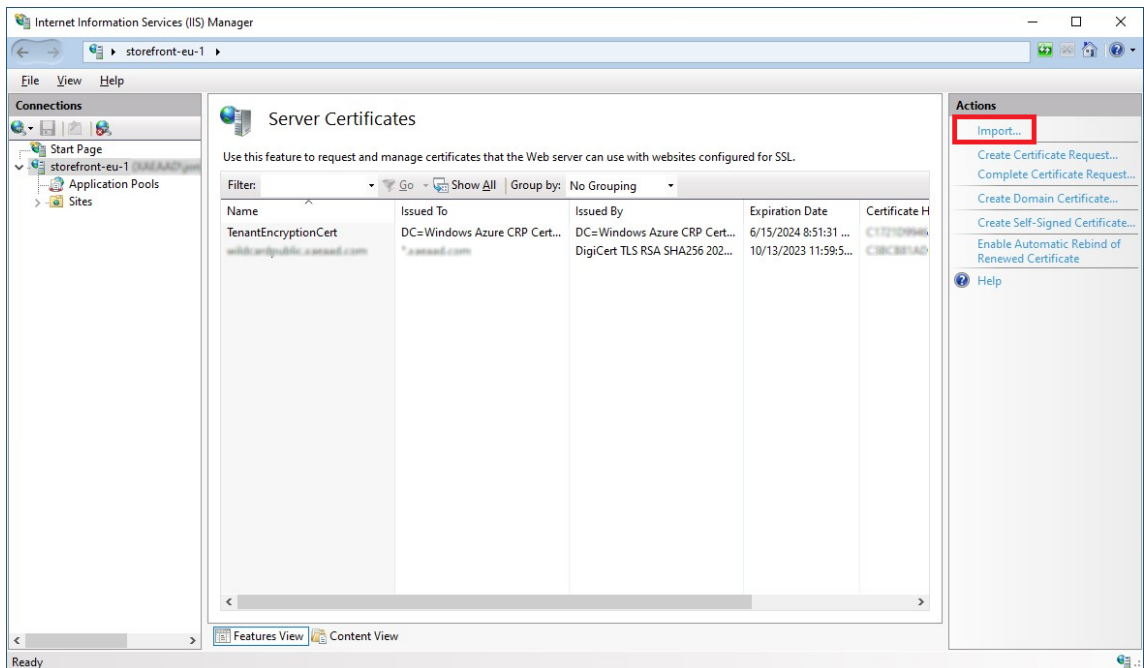 Internet Information Services (IIS) Manager
storefront-eu-1
File View Help
Connections
Start Page
storefront-eu-1
Application Pools
Sites
Server Certificates
Use this feature to request and manage certificates that the Web server can use with websites configured for SSL.
Filter: Go Show All Group by: No Grouping
Name Issued To Issued By Expiration Date Certificate H
TenantEncryptionCert DC=Windows Azure CRP Cert... DC=Windows Azure CRP Cert... 6/15/2024 8:51:31 ...
DigiCert TLS RSA SHA256 202... 10/13/2023 11:59:5...
Features View Content View
Actions
Import...
Create Certificate Request...
Complete Certificate Request...
Create Domain Certificate...
Create Self-Signed Certificate...
Enable Automatic Rebind of
Renewed Certificate
Help
Ready